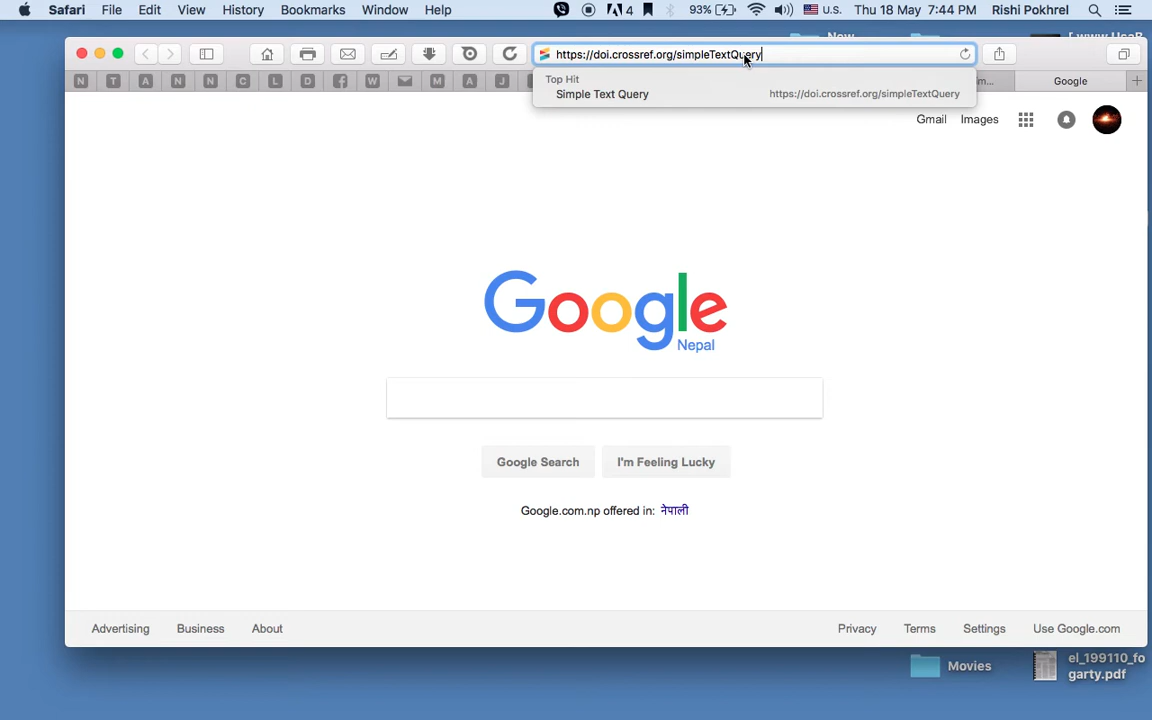 Safari File Edit View History Bookmarks Window Help 4 93% U.S. Thu 18 May 7:44 PM Rishi Pokhrel
https://doi.crossref.org/simpleTextQuery
Top Hit
Simple Text Query https://doi.crossref.org/simpleTextQuery
N T A N N C L D W M A J Google
Gmail Images
Google
Nepal
Google Search I'm Feeling Lucky
Google.com.np offered in: नेपाली
Advertising Business About Privacy Terms Settings Use Google.com
Movies
el_199110_fo
garty.pdf